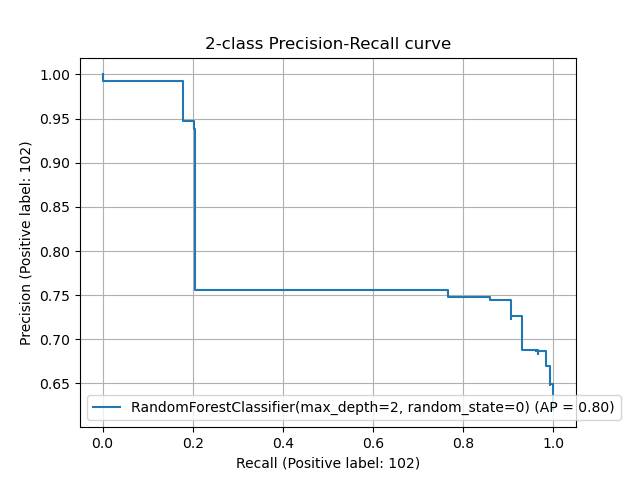 2-class Precision-Recall curve
1.00
0.95
0.90
0.85
0.80
0.75
0.70
0.65
Precision (Positive label: 102)
RandomForestClassifier(max_depth=2, random_state=0) (AP = 0.80)
0.0 0.2 0.4 0.6 0.8 1.0
Recall (Positive label: 102)